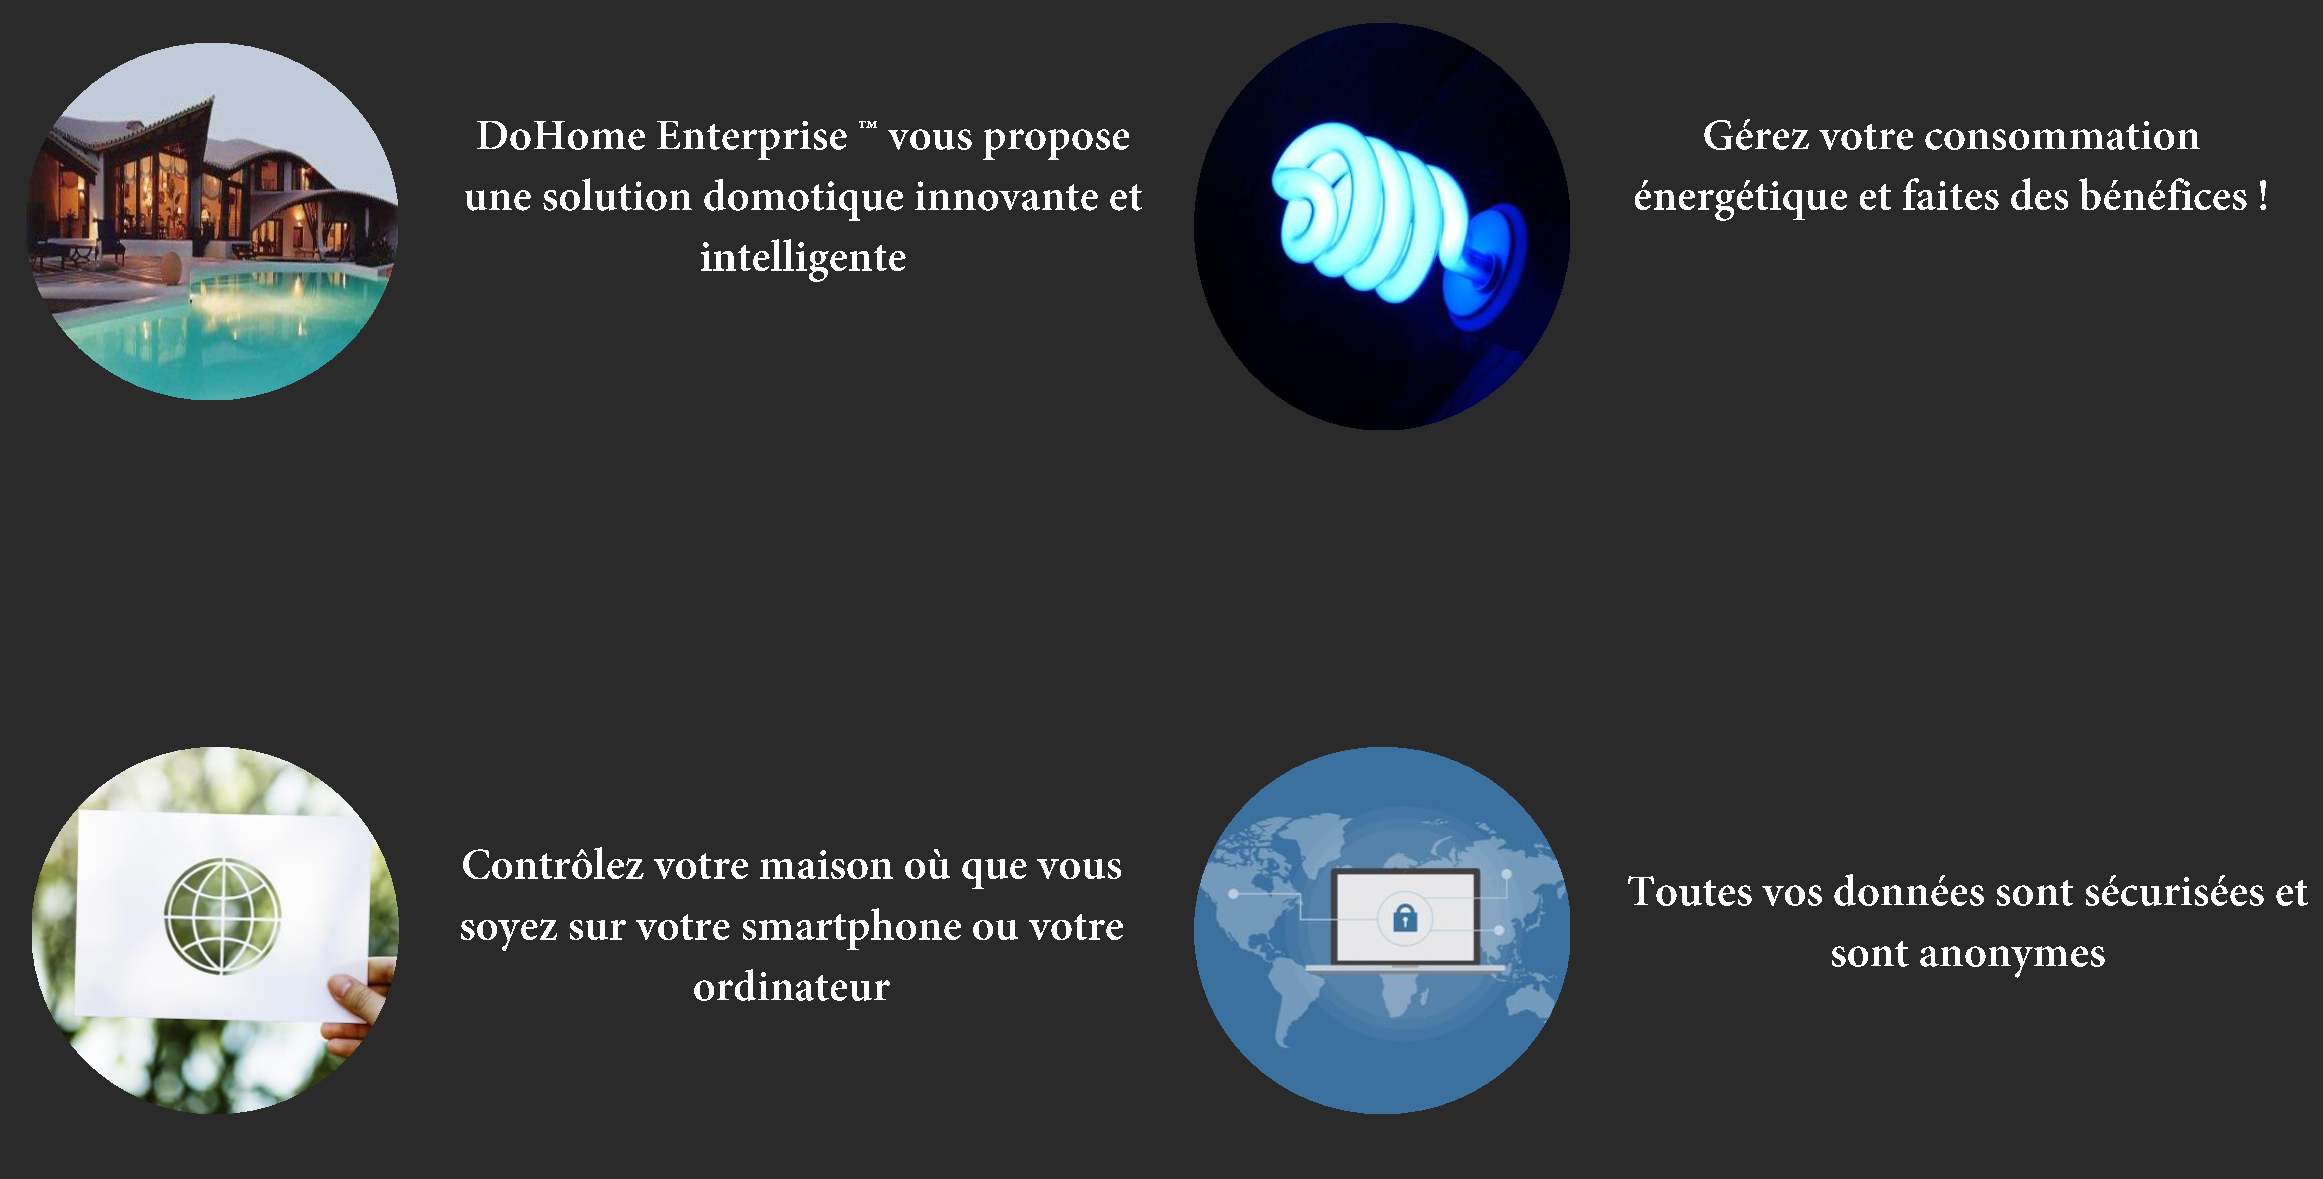 DoHome Enterprise ™ vous propose
une solution domotique innovante et
intelligente
Gérez votre consommation
énergétique et faites des bénéfices !
Contrôlez votre maison où que vous
soyez sur votre smartphone ou votre
ordinateur
Toutes vos données sont sécurisées et
sont anonymes